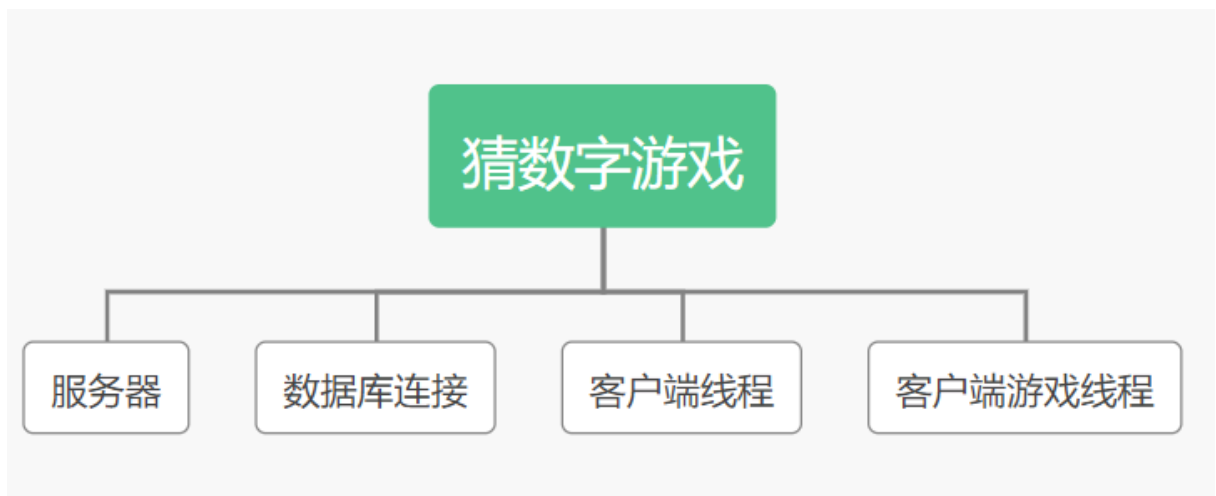 猜数字游戏
服务器
数据库连接
客户端线程
客户端游戏线程